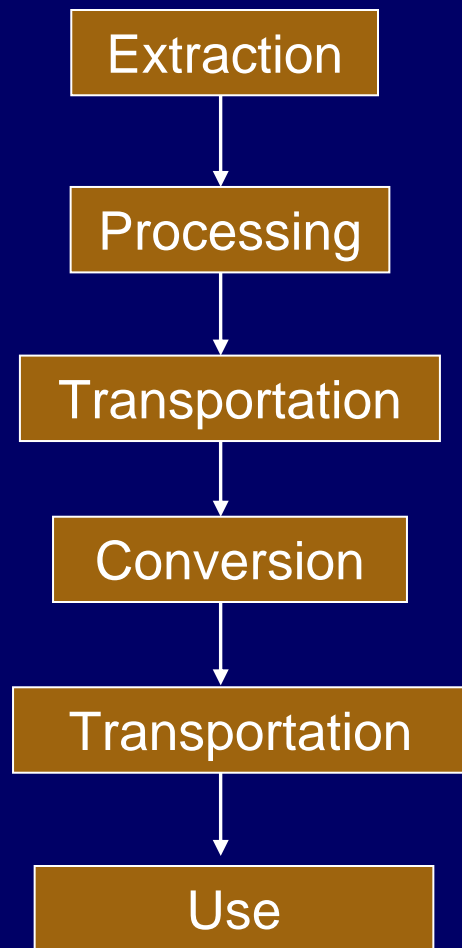 Extraction
Processing
Transportation
Conversion
Transportation
Use